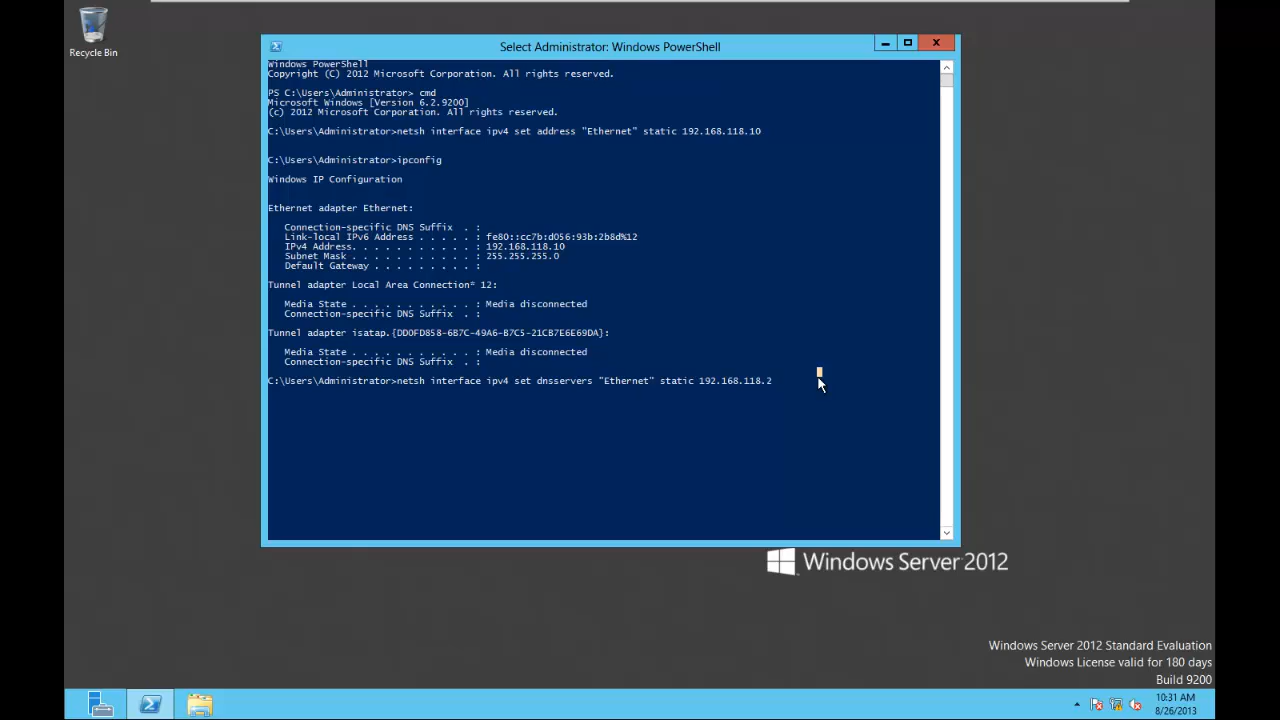 Recycle Bin
Select Administrator: Windows PowerShell
Windows PowerShell
Copyright (C) 2012 Microsoft Corporation. All rights reserved.
PS C:\Users\Administrator> cmd
Microsoft Windows [Version 6.2.9200]
(c) 2012 Microsoft Corporation. All rights reserved.
C:\Users\Administrator>netsh interface ipv4 set address "Ethernet" static 192.168.118.10
C:\Users\Administrator>ipconfig
Windows IP Configuration
Ethernet adapter Ethernet:
Connection-specific DNS Suffix  . :
Link-local IPv6 Address . . . . . : fe80::cc7b:d056:93b:2b8d%12
IPv4 Address. . . . . . . . . . . : 192.168.118.10
Subnet Mask . . . . . . . . . . . : 255.255.255.0
Default Gateway . . . . . . . . . :
Tunnel adapter Local Area Connection* 12:
Media State . . . . . . . . . . . : Media disconnected
Connection-specific DNS Suffix  . :
Tunnel adapter isatap.{DD0FD858-6B7C-49A6-B7C5-21CB7E6E69DA}:
Media State . . . . . . . . . . . : Media disconnected
Connection-specific DNS Suffix  . :
C:\Users\Administrator>netsh interface ipv4 set dnsservers "Ethernet" static 192.168.118.2
Windows Server 2012
Windows Server 2012 Standard Evaluation
Windows License valid for 180 days
Build 9200
10:31 AM
8/26/2013